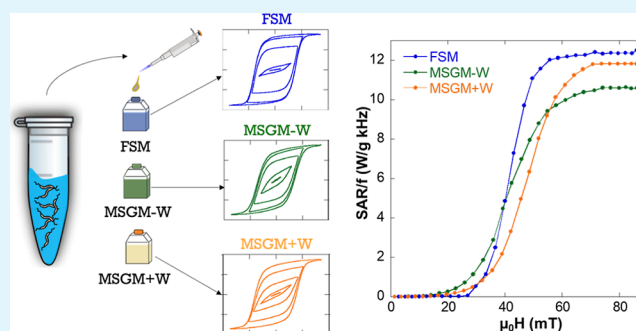 FSM
MSGM-W
MSGM+W
FSM
MSGM-W
MSGM+W
FSM
MSGM-W
MSGM+W
SAR/f (W/g kHz)
12
10
8
6
4
2
0
0
20
40
60
80
μ₀H (mT)